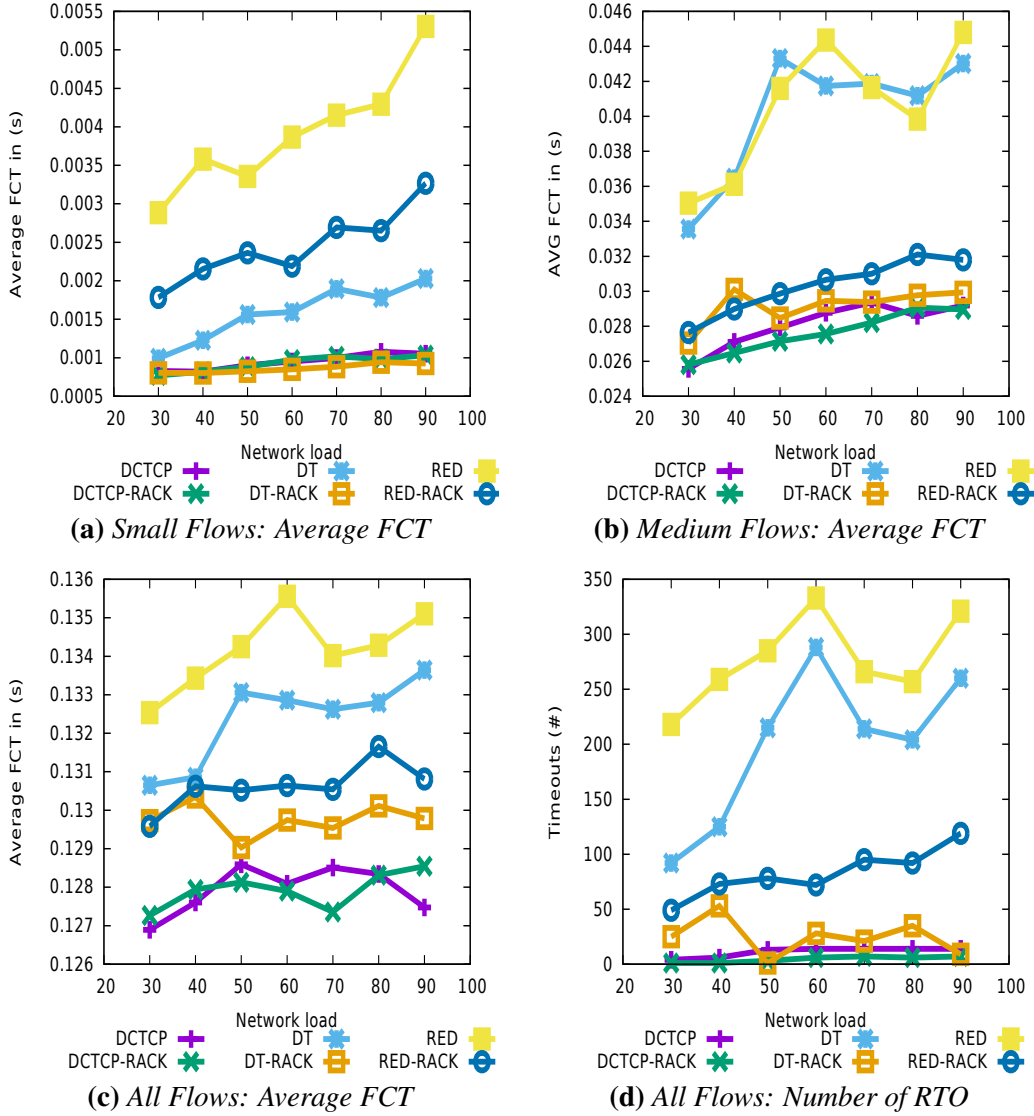 0.0055
0.005
0.0045
0.004
0.0035
0.003
0.0025
0.002
0.0015
0.001
0.0005
Average FCT in (s)
20 30 40 50 60 70 80 90 100
Network load
DCTCP DT RED
DCTCP-RACK DT-RACK RED-RACK
(a) Small Flows: Average FCT
0.046
0.044
0.042
0.04
0.038
0.036
0.034
0.032
0.03
0.028
0.026
0.024
AVG FCT in (s)
20 30 40 50 60 70 80 90 100
Network load
DCTCP DT RED
DCTCP-RACK DT-RACK RED-RACK
(b) Medium Flows: Average FCT
0.136
0.135
0.134
0.133
0.132
0.131
0.13
0.129
0.128
0.127
0.126
Average FCT in (s)
20 30 40 50 60 70 80 90 100
Network load
DCTCP DT RED
DCTCP-RACK DT-RACK RED-RACK
(c) All Flows: Average FCT
350
300
250
200
150
100
50
0
Timeouts (#)
20 30 40 50 60 70 80 90 100
Network load
DCTCP DT RED
DCTCP-RACK DT-RACK RED-RACK
(d) All Flows: Number of RTO